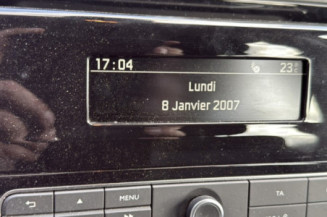 17:04 23°
Lundi
8 Janvier 2007
MENU
TA